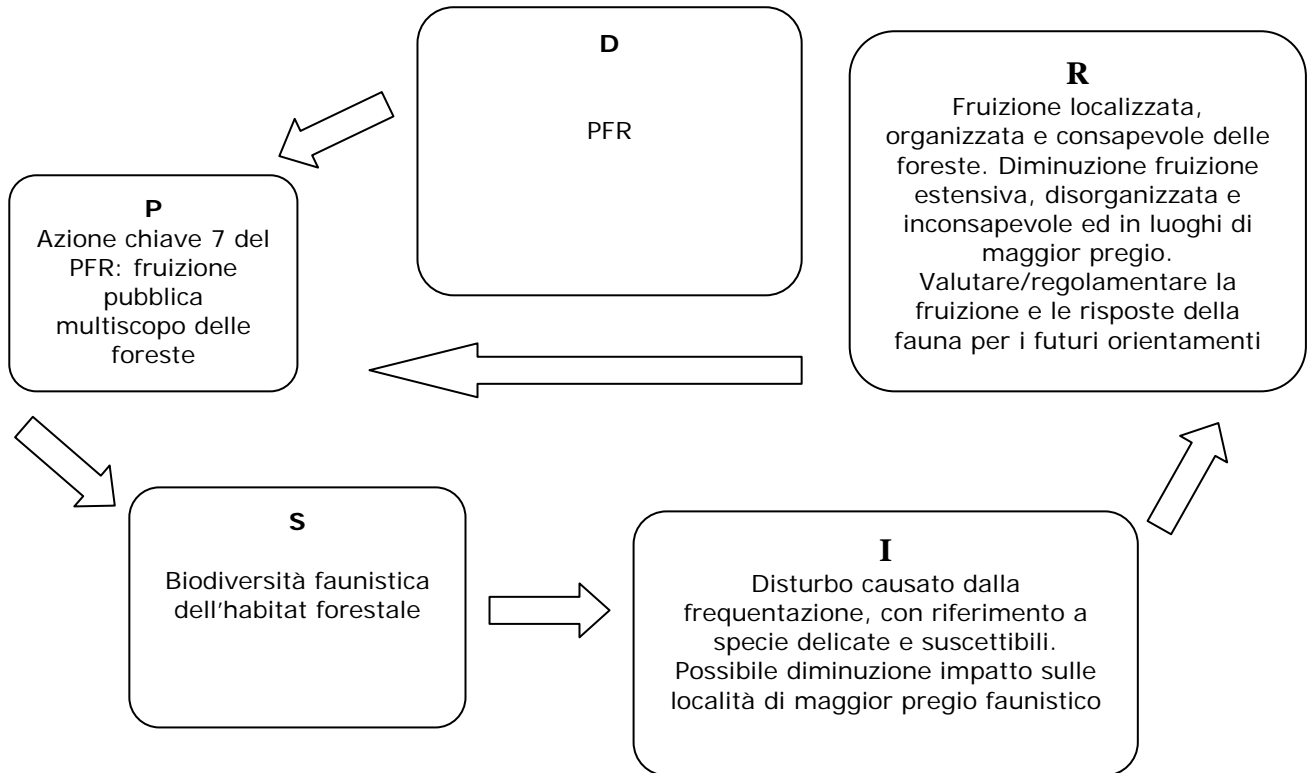 D
PFR
R
Fruizione localizzata,
organizzata e consapevole delle
foreste. Diminuzione fruizione
estensiva, disorganizzata e
inconsapevole ed in luoghi di
maggior pregio.
Valutare/regolamentare la
fruizione e le risposte della
fauna per i futuri orientamenti
P
Azione chiave 7 del
PFR: fruizione
pubblica
multiscopo delle
foreste
S
Biodiversità faunistica
dell'habitat forestale
I
Disturbo causato dalla
frequentazione, con riferimento a
specie delicate e suscettibili.
Possibile diminuzione impatto sulle
località di maggior pregio faunistico